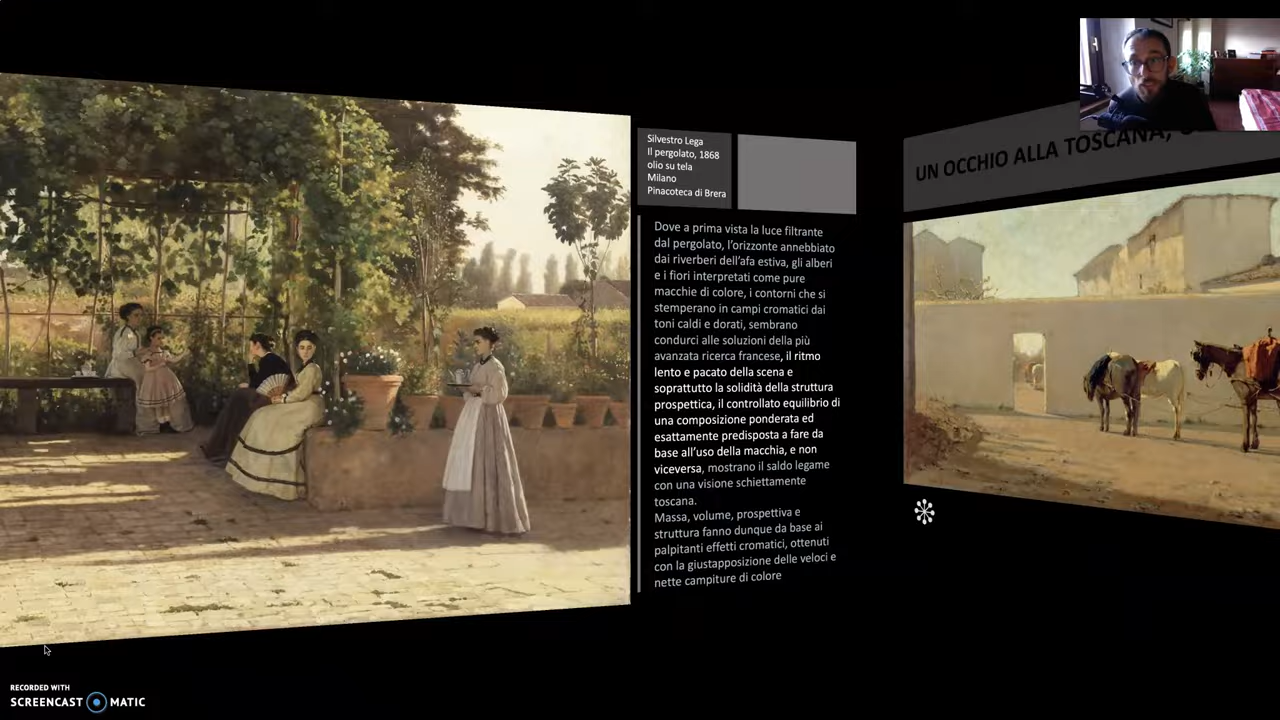 Silvestro Lega
Il pergolato, 1868
olio su tela
Milano
Pinacoteca di Brera
Dove a prima vista la luce filtrante
dal pergolato, l'orizzonte annebbiato
dai riverberi dell'afa estiva, gli alberi
e i fiori interpretati come pure
macchie di colore, i contorni che si
stemperano in campi cromatici dai
toni caldi e dorati, sembrano
condurci alle soluzioni della più
avanzata ricerca francese, il ritmo
lento e pacato della scena e
soprattutto la solidità della struttura
prospettica, il controllato equilibrio di
una composizione ponderata ed
esattamente predisposta a fare da
base all'uso della macchia, e non
viceversa, mostrano il saldo legame
con una visione schiettamente
toscana.
Massa, volume, prospettiva e
struttura fanno dunque da base ai
palpitanti effetti cromatici, ottenuti
con la giustapposizione delle veloci e
nette campiture di colore
UN OCCHIO ALLA TOSCANA,
RECORDED WITH
SCREENCAST MATIC